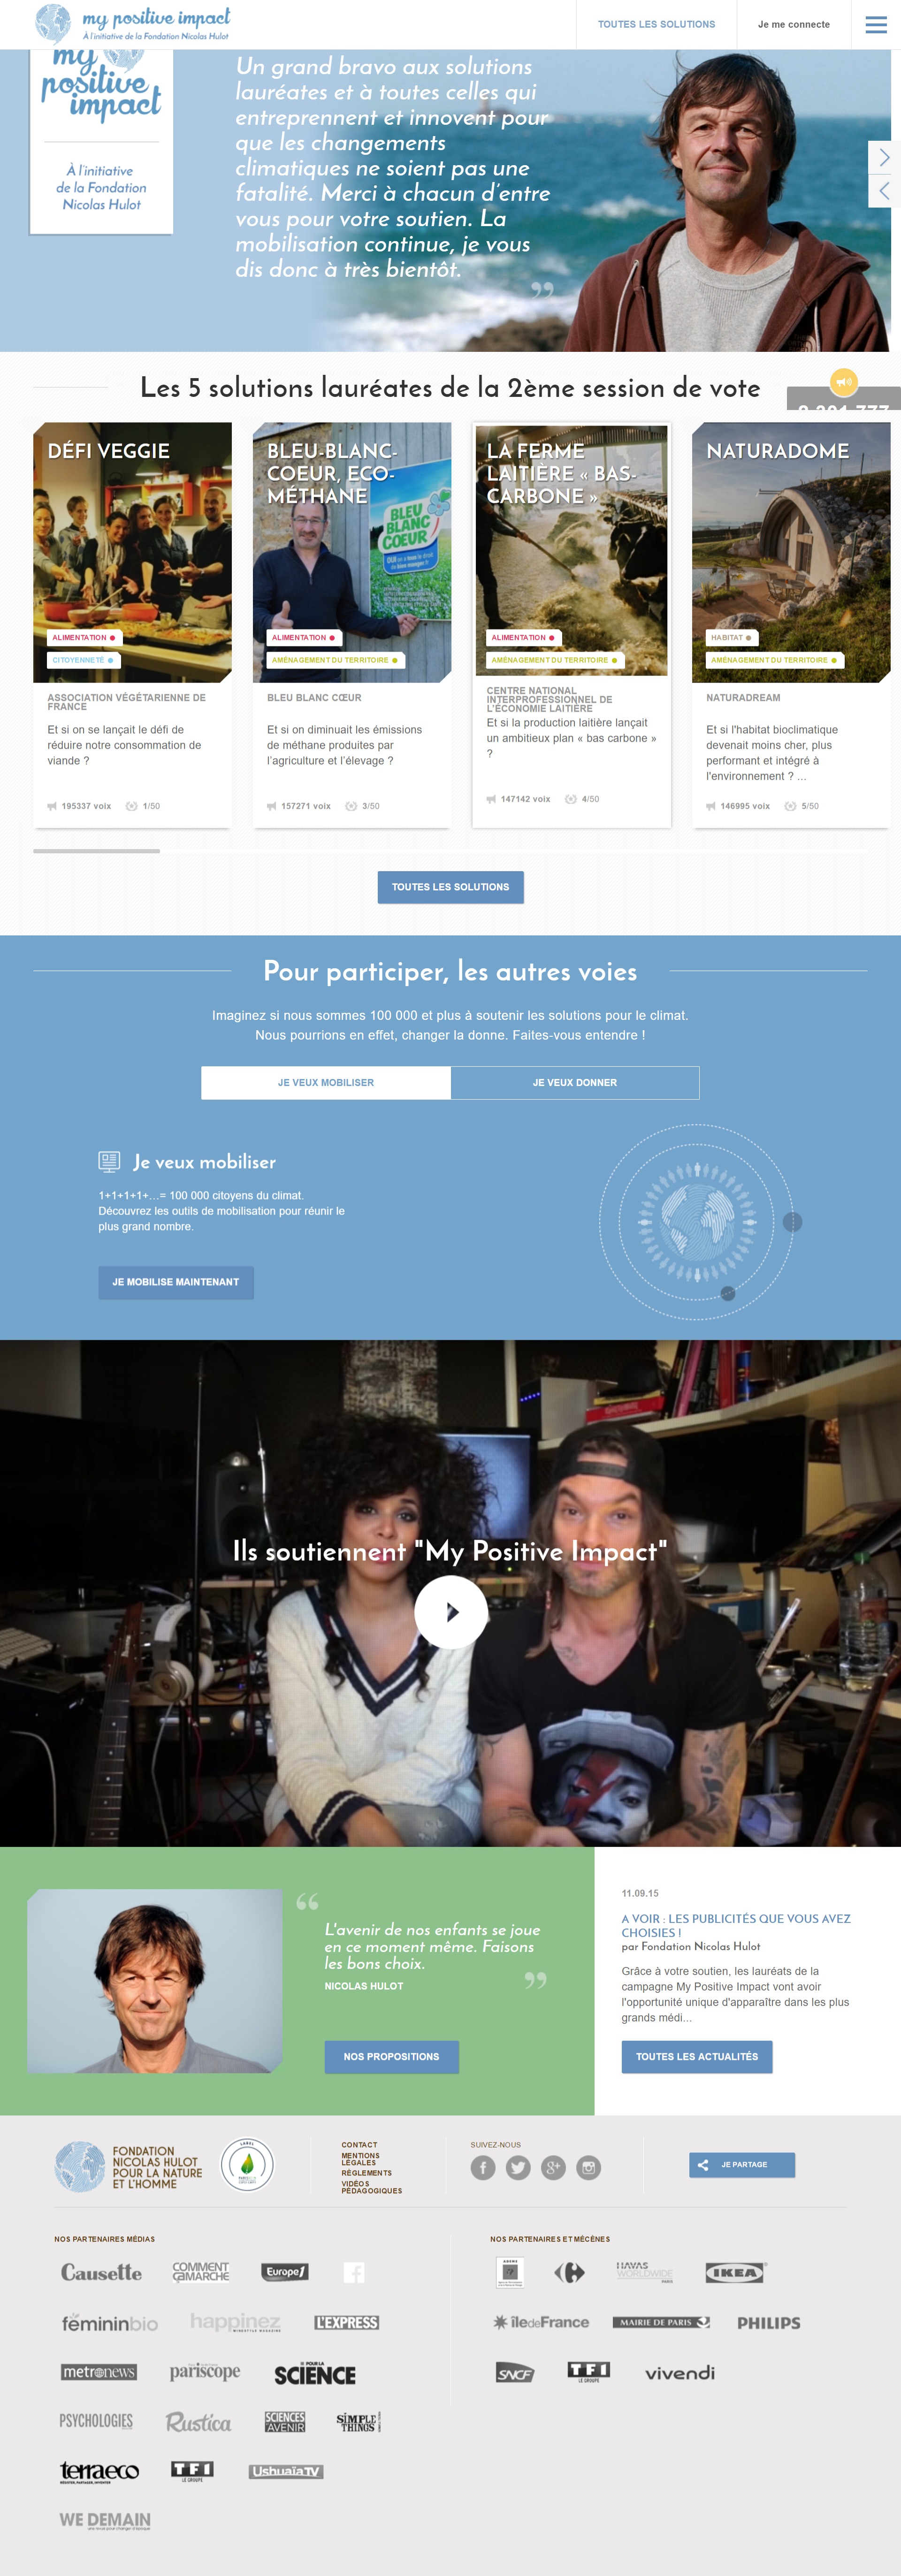 my positive impact
À l'initiative de la Fondation Nicolas Hulot
TOUTES LES SOLUTIONS
Je me connecte
my
positive
impact
À l'initiative
de la Fondation
Nicolas Hulot
Un grand bravo aux solutions
lauréates et à toutes celles qui
entreprennent et innovent pour
que les changements
climatiques ne soient pas une
fatalité. Merci à chacun d'entre
vous pour votre soutien. La
mobilisation continue, je vous
dis donc à très bientôt.
”
Les 5 solutions lauréates de la 2ème session de vote
DÉFI VEGGIE
ALIMENTATION
CITOYENNETÉ
ASSOCIATION VÉGÉTARIENNE DE
FRANCE
Et si on se lançait le défi de
réduire notre consommation de
viande ?
195337 voix
1/50
BLEU-BLANC-
COEUR, ECO-
MÉTHANE
BLEU
BLANC
CŒUR
ALIMENTATION
AMÉNAGEMENT DU TERRITOIRE
BLEU BLANC CŒUR
Et si on diminuait les émissions
de méthane produites par
l'agriculture et l'élevage ?
157271 voix
3/50
LA FERME
LAITIÈRE « BAS-
CARBONE »
ALIMENTATION
AMÉNAGEMENT DU TERRITOIRE
CENTRE NATIONAL
INTERPROFESSIONNEL DE
L'ÉCONOMIE LAITIÈRE
Et si la production laitière lançait
un ambitieux plan « bas carbone »
?
147142 voix
4/50
NATURADOME
HABITAT
AMÉNAGEMENT DU TERRITOIRE
NATURADREAM
Et si l'habitat bioclimatique
devenait moins cher, plus
performant et intégré à
l'environnement ? ...
146995 voix
5/50
TOUTES LES SOLUTIONS
Pour participer, les autres voies
Imaginez si nous sommes 100 000 et plus à soutenir les solutions pour le climat.
Nous pourrions en effet, changer la donne. Faites-vous entendre !
JE VEUX MOBILISER
JE VEUX DONNER
Je veux mobiliser
1+1+1+1+…= 100 000 citoyens du climat.
Découvrez les outils de mobilisation pour réunir le
plus grand nombre.
JE MOBILISE MAINTENANT
Ils soutiennent "My Positive Impact"
“
L'avenir de nos enfants se joue
en ce moment même. Faisons
les bons choix.
”
NICOLAS HULOT
NOS PROPOSITIONS
11.09.15
A VOIR : LES PUBLICITÉS QUE VOUS AVEZ
CHOISIES !
par Fondation Nicolas Hulot
Grâce à votre soutien, les lauréats de la
campagne My Positive Impact vont avoir
l'opportunité unique d'apparaître dans les plus
grands médi...
TOUTES LES ACTUALITÉS
FONDATION
NICOLAS HULOT
POUR LA NATURE
ET L'HOMME
LABEL
CONTACT
MENTIONS
LÉGALES
RÈGLEMENTS
VIDÉOS
PÉDAGOGIQUES
SUIVEZ-NOUS
JE PARTAGE
NOS PARTENAIRES MÉDIAS
Causette
COMMENT
ÇAMARCHE
Europe1
fémininbio
happinez
MINDSTYLE MAGAZINE
L'EXPRESS
metronews
pariscope
POUR LA
SCIENCE
PSYCHOLOGIES
Rustica
SCIENCES
AVENIR
SiMPLE
THiNGS
terraeco
TF1
LE GROUPE
UshuaïaTV
WE DEMAIN
NOS PARTENAIRES ET MÉCÈNES
ADEME
HAVAS
WORLDWIDE
PARIS
IKEA
îledeFrance
MAIRIE DE PARIS
PHILIPS
SNCF
TF1
LE GROUPE
vivendi